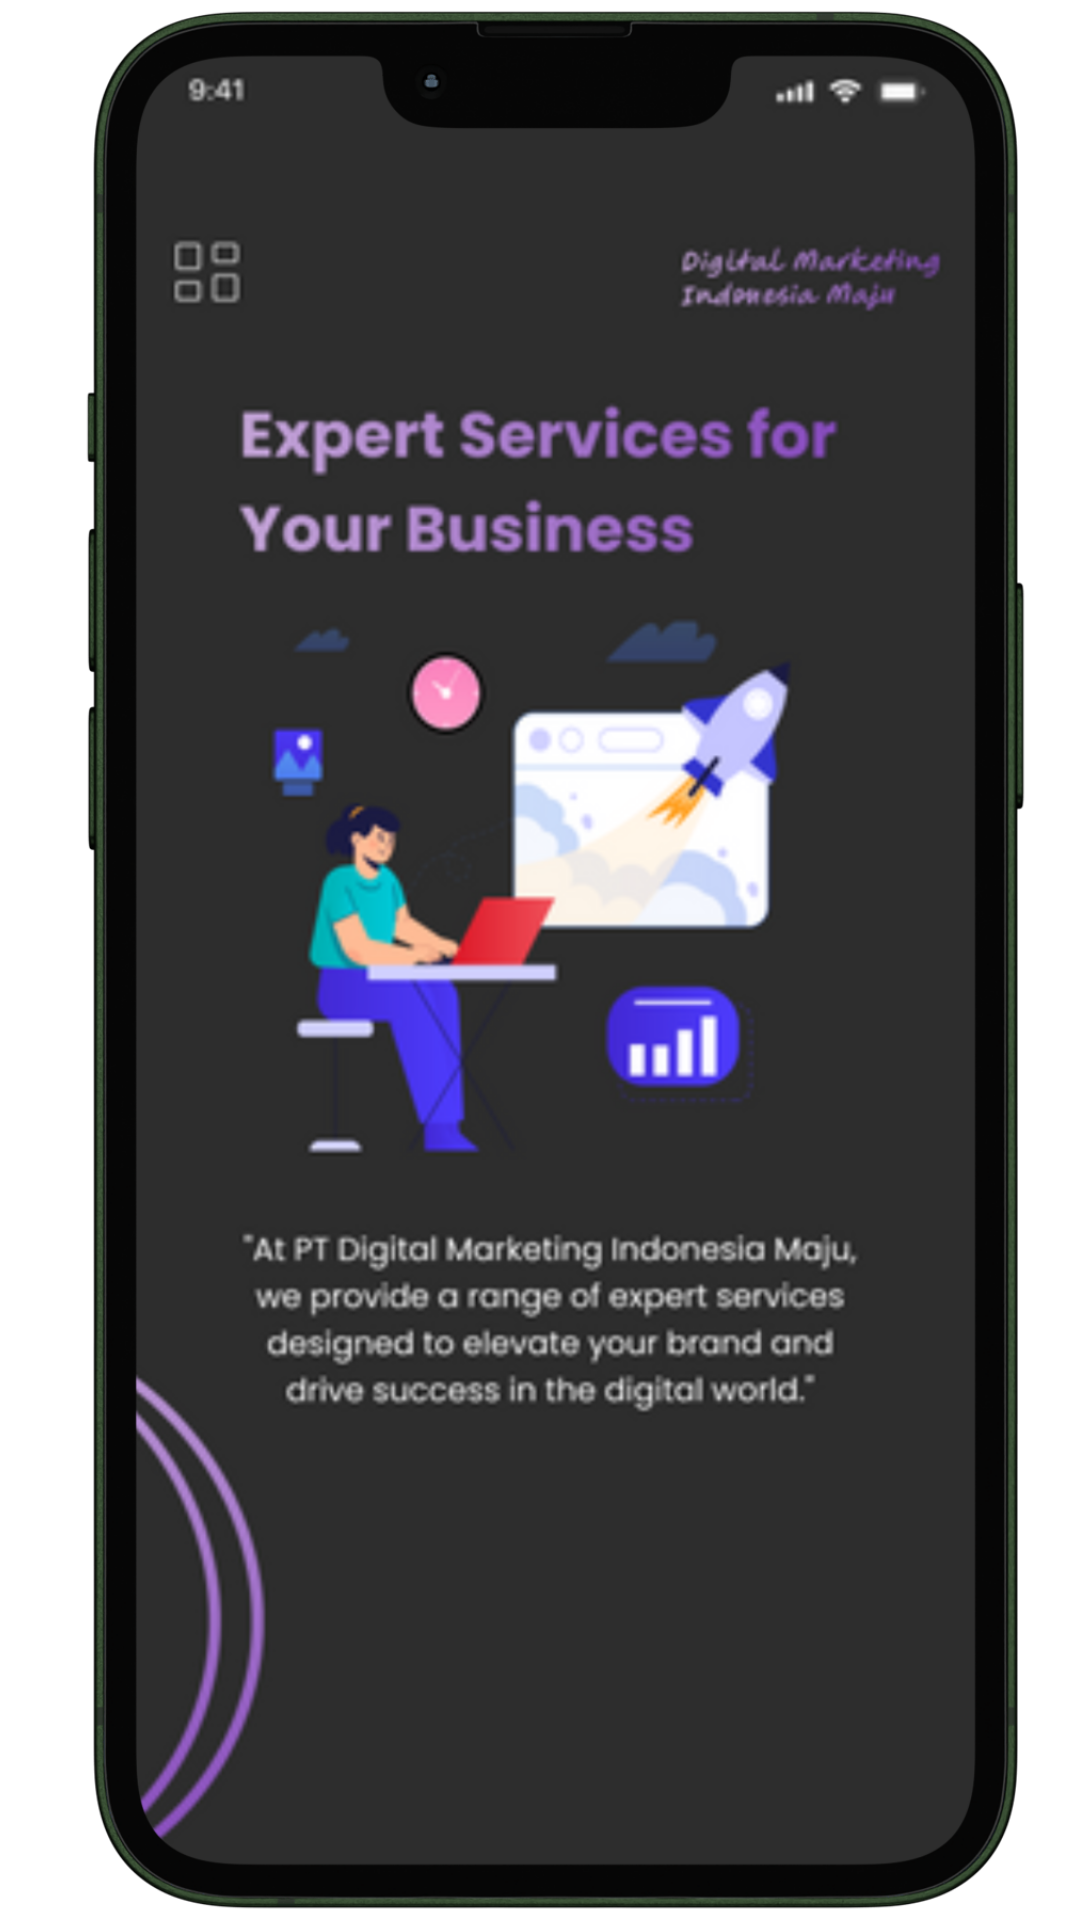 9:41
Digital Marketing
Indonesia Maju
Expert Services for
Your Business
"At PT Digital Marketing Indonesia Maju,
we provide a range of expert services
designed to elevate your brand and
drive success in the digital world."